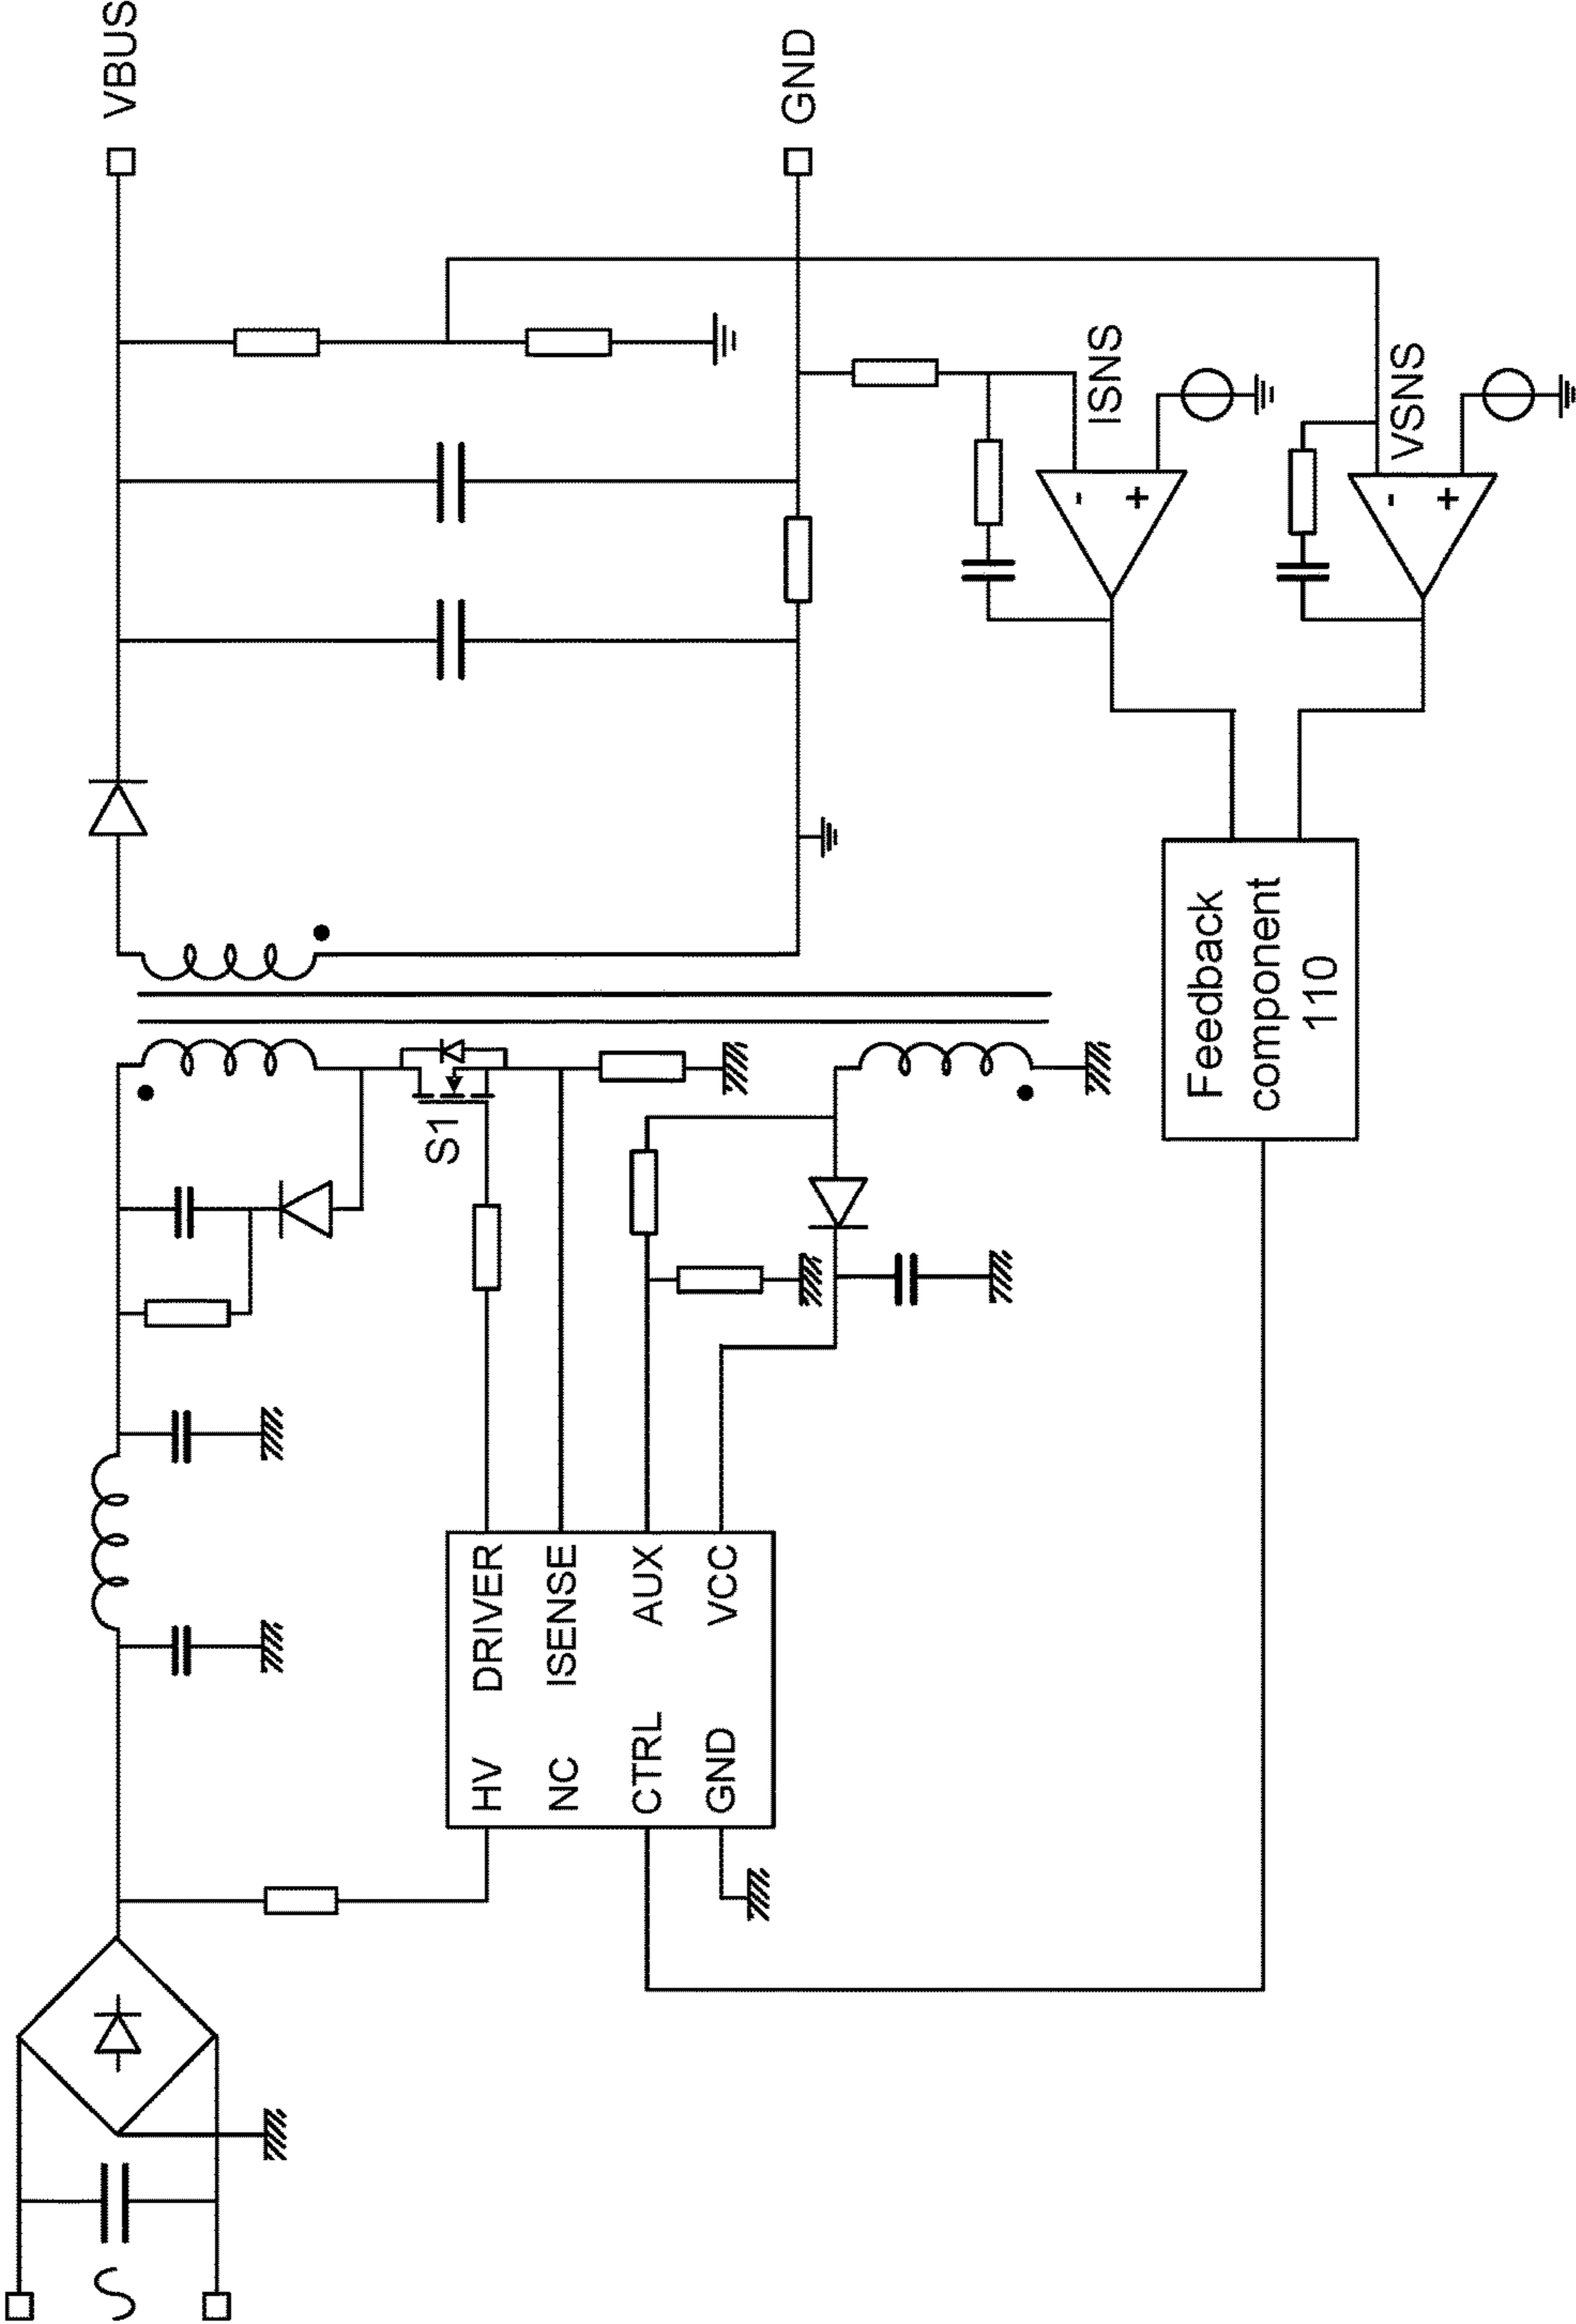 VBUS
GND
S1
HV
DRIVER
NC
ISENSE
CTRL
AUX
GND
VCC
ISNS
-
+
VSNS
-
+
Feedback
component
110